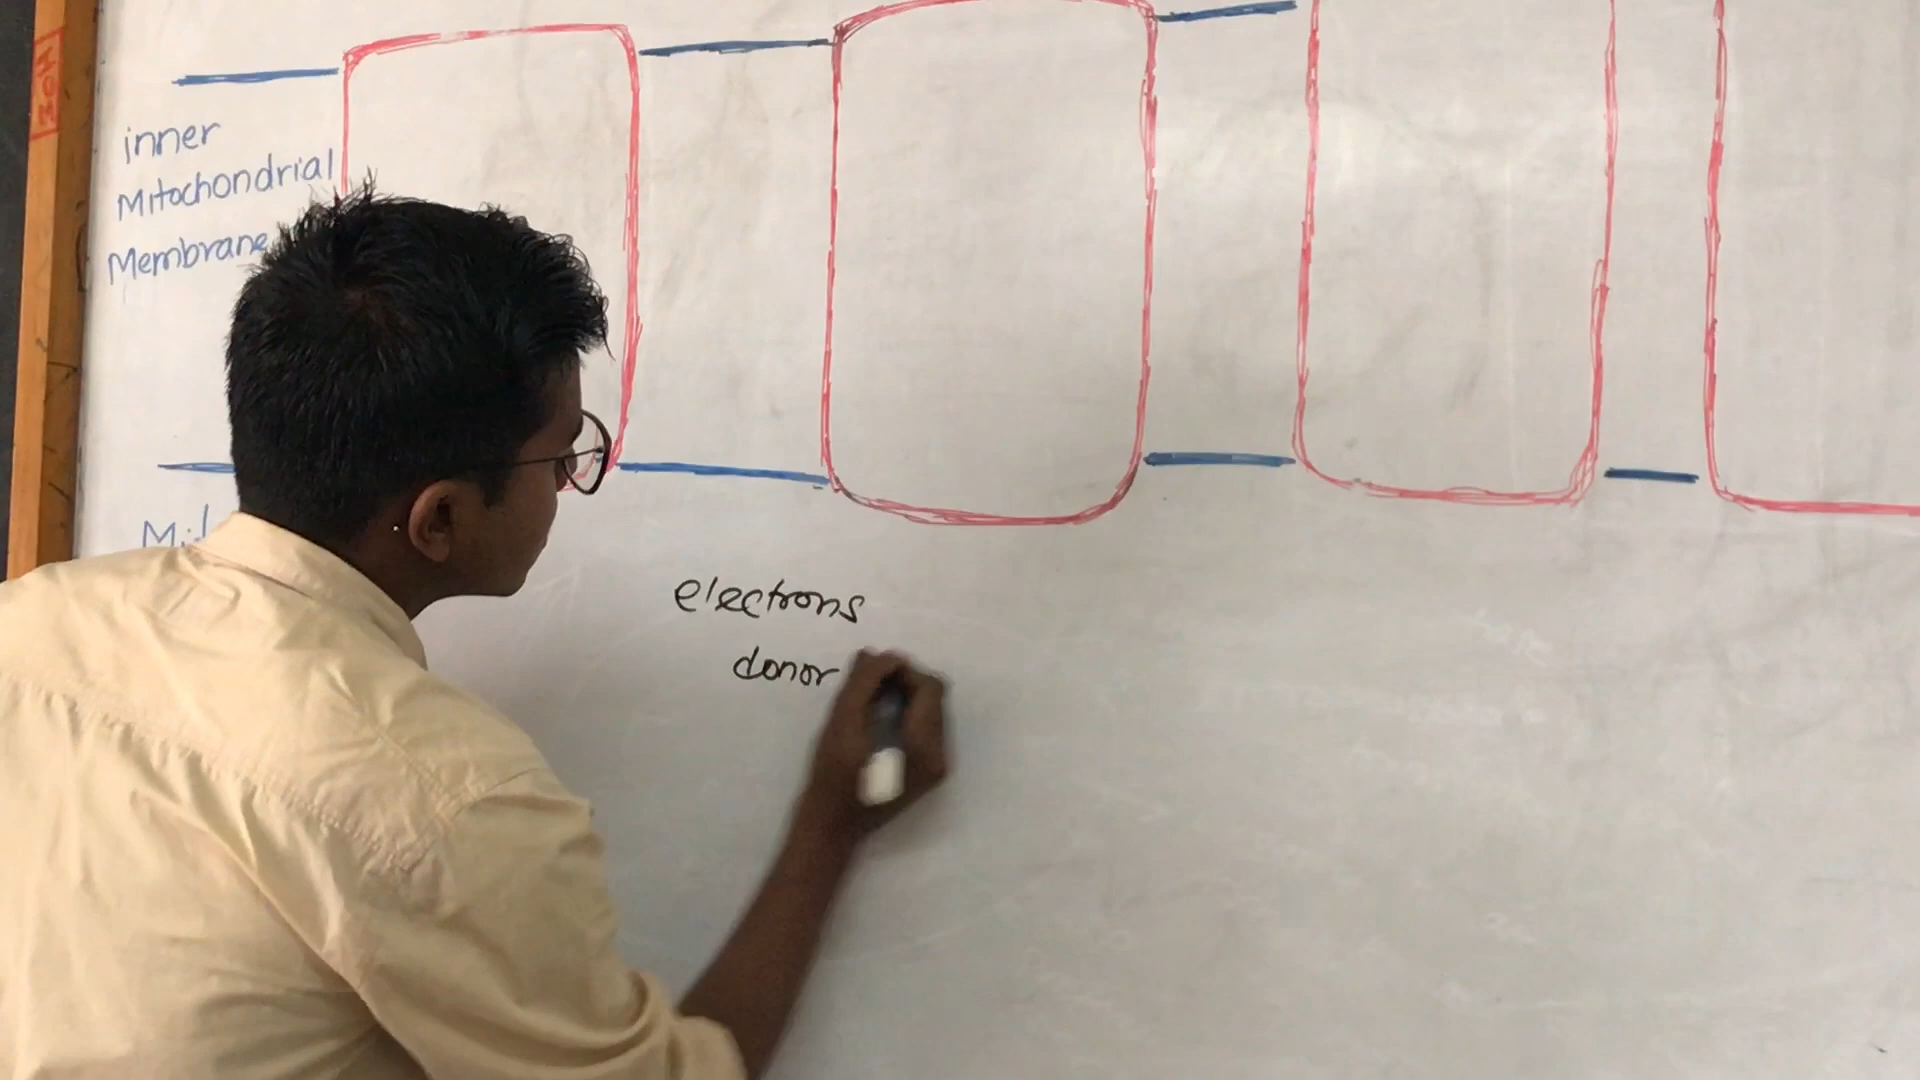 inner
Mitochondrial
Membrane
electrons
donor